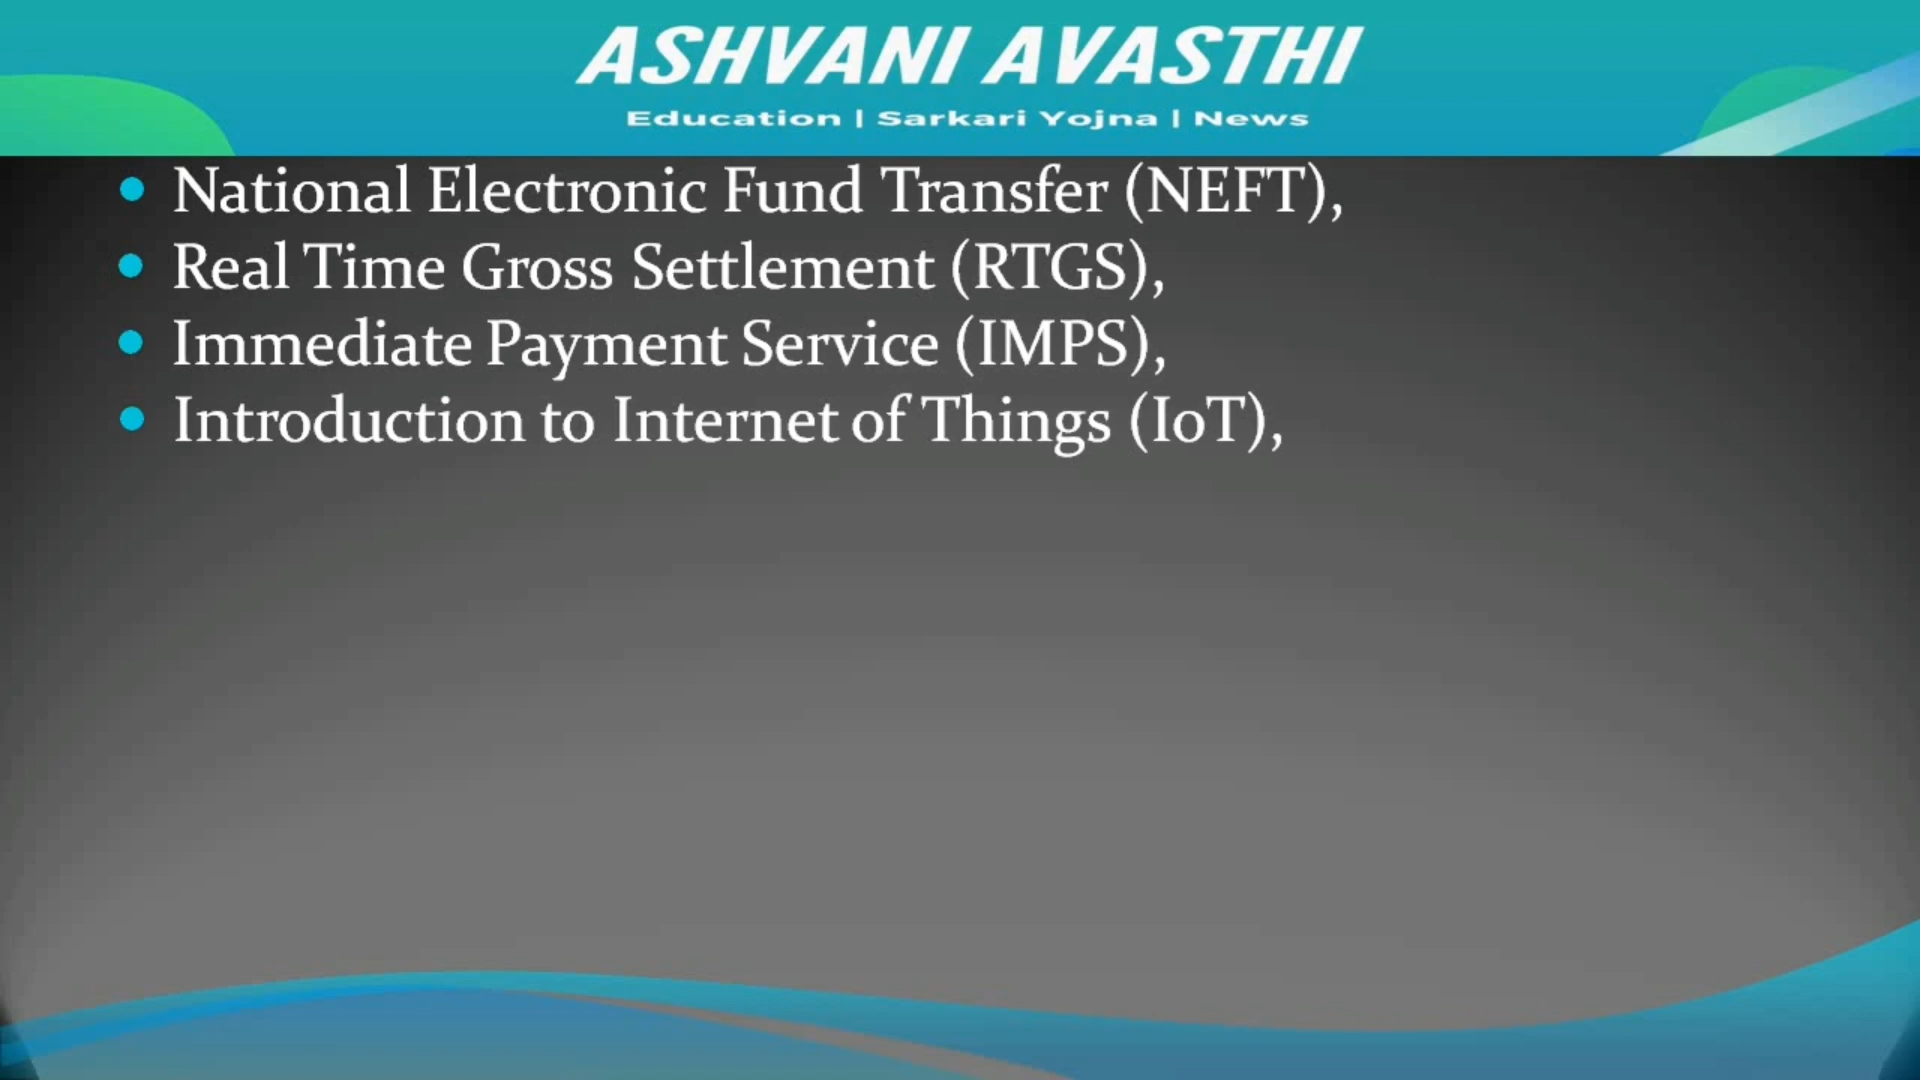 ASHVANI AVASTHI
Education | Sarkari Yojna | News
• National Electronic Fund Transfer (NEFT),
• Real Time Gross Settlement (RTGS),
• Immediate Payment Service (IMPS),
• Introduction to Internet of Things (IoT),